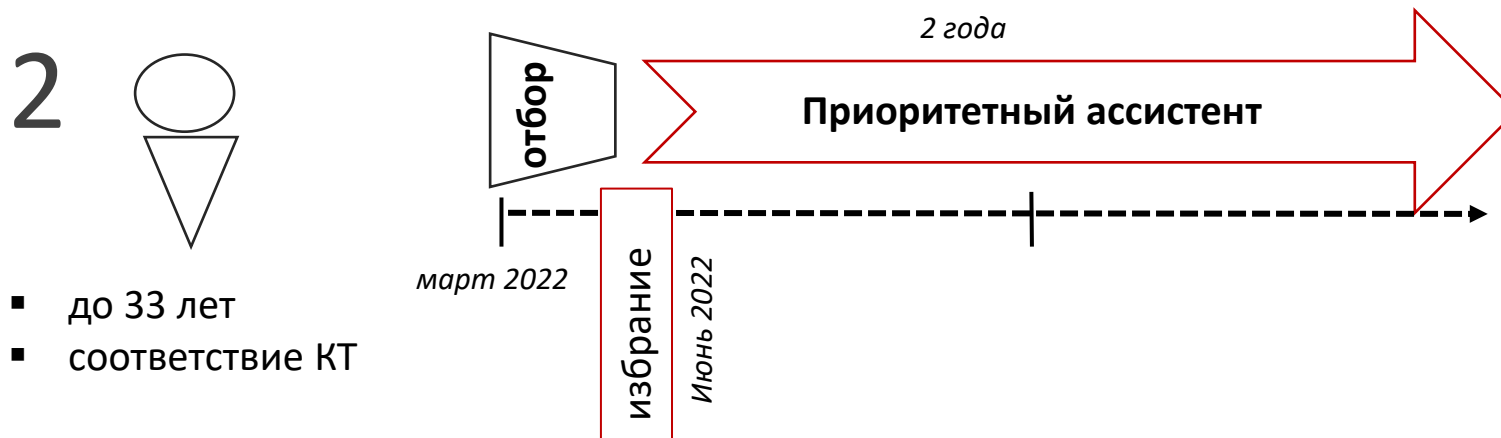 2
до 33 лет
соответствие КТ
отбор
2 года
Приоритетный ассистент
март 2022
избрание
Июнь 2022